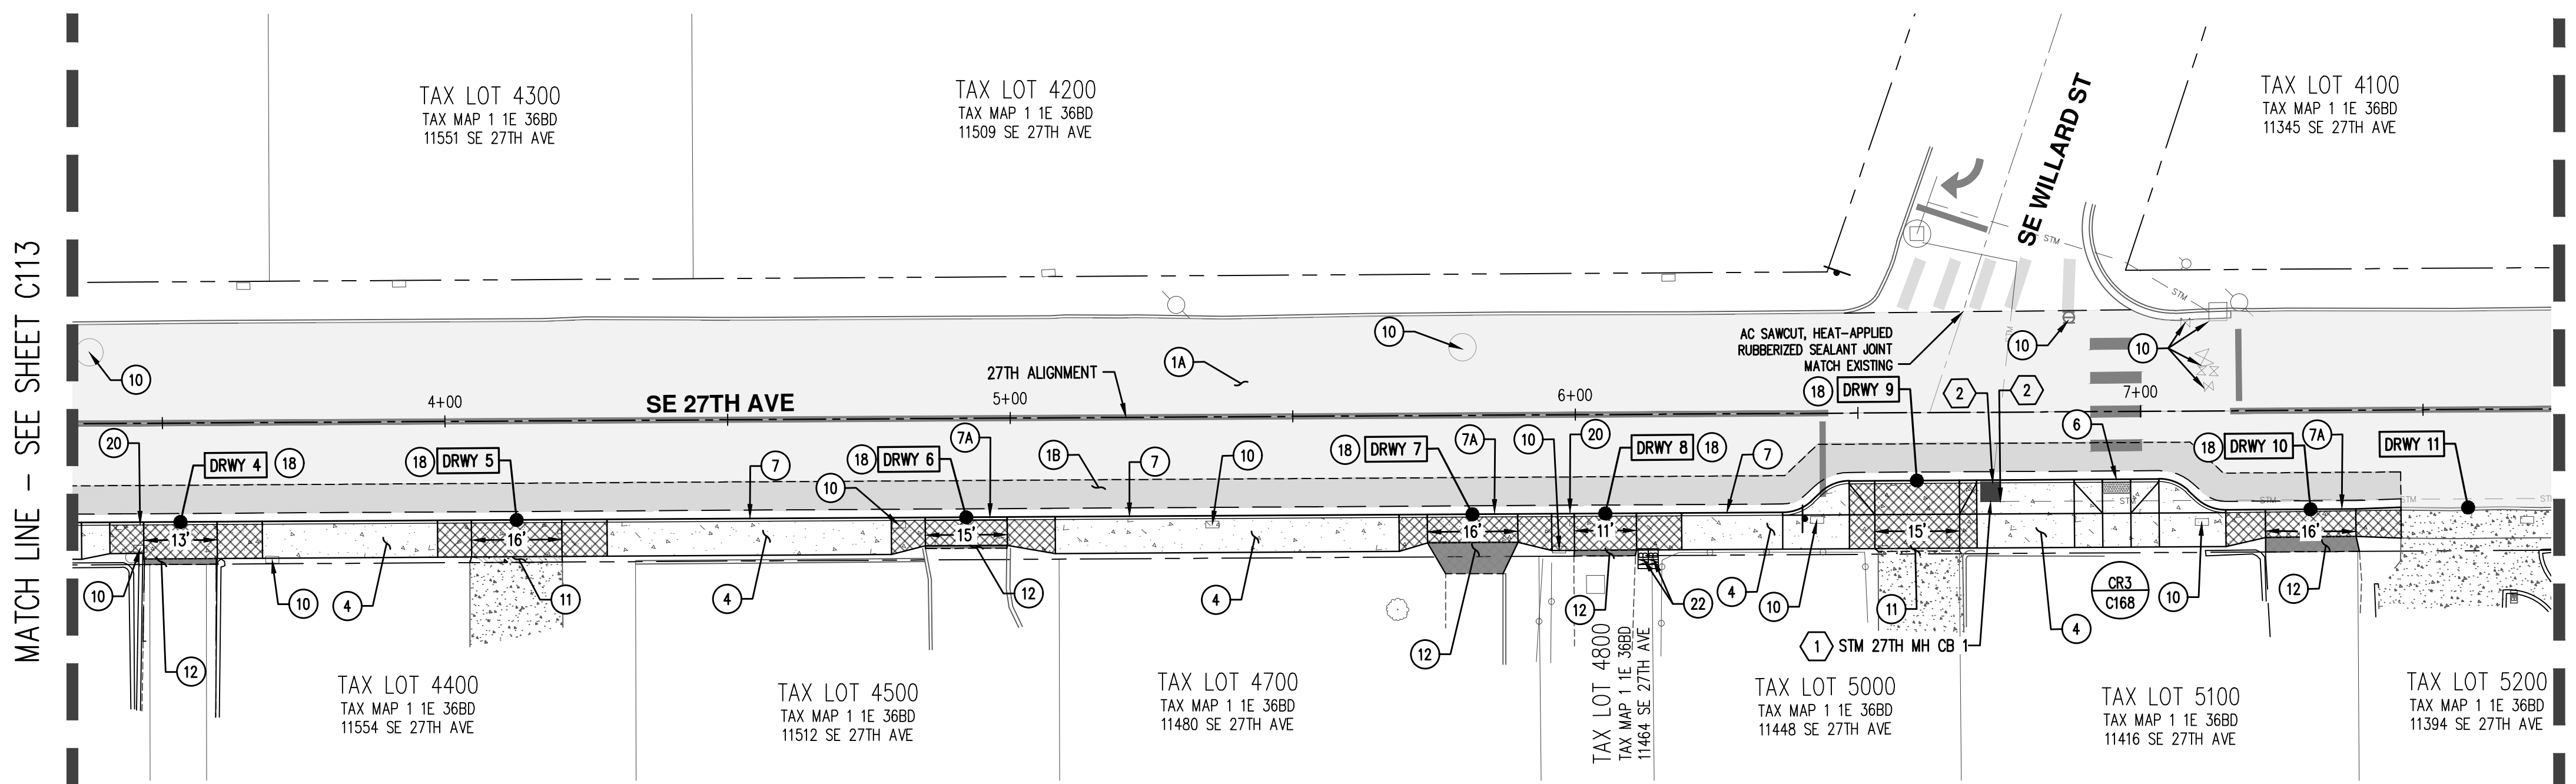 MATCH LINE - SEE SHEET C113
TAX LOT 4300
TAX MAP 1 1E 36BD
11551 SE 27TH AVE
TAX LOT 4200
TAX MAP 1 1E 36BD
11509 SE 27TH AVE
SE WILLARD ST
TAX LOT 4100
TAX MAP 1 1E 36BD
11345 SE 27TH AVE
STM
STM
STM
AC SAWCUT, HEAT-APPLIED
RUBBERIZED SEALANT JOINT
MATCH EXISTING
10
10
1A
10
10
27TH ALIGNMENT
4+00
SE 27TH AVE
5+00
6+00
7+00
18
DRWY 9
2
2
6
20
DRWY 4
18
18
DRWY 5
7
18
DRWY 6
7A
1B
7
10
10
18
DRWY 7
7A
10
20
DRWY 8
18
7
18
DRWY 10
7A
DRWY 11
STM
STM
STM
STM
13'
16'
15'
16'
11'
15'
16'
10
12
10
4
11
4
12
4
12
12
22
4
10
11
4
CR3
C168
10
12
1
STM 27TH MH CB 1
TAX LOT 4400
TAX MAP 1 1E 36BD
11554 SE 27TH AVE
TAX LOT 4500
TAX MAP 1 1E 36BD
11512 SE 27TH AVE
TAX LOT 4700
TAX MAP 1 1E 36BD
11480 SE 27TH AVE
TAX LOT 4800
TAX MAP 1 1E 36BD
11464 SE 27TH AVE
TAX LOT 5000
TAX MAP 1 1E 36BD
11448 SE 27TH AVE
TAX LOT 5100
TAX MAP 1 1E 36BD
11416 SE 27TH AVE
TAX LOT 5200
TAX MAP 1 1E 36BD
11394 SE 27TH AVE